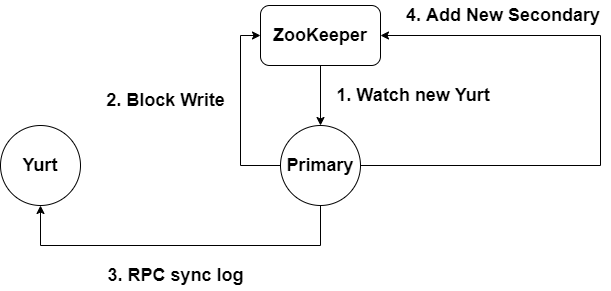 4. Add New Secondary
ZooKeeper
2. Block Write
1. Watch new Yurt
Yurt
Primary
3. RPC sync log